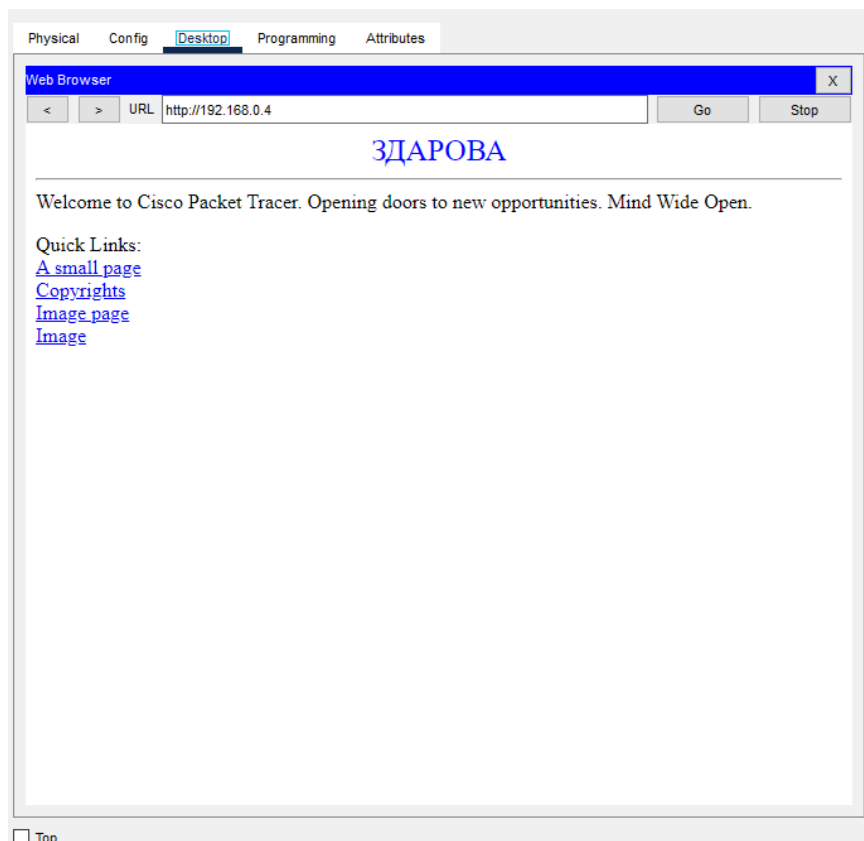 Physical Config Desktop Programming Attributes
Web Browser X
< > URL http://192.168.0.4 Go Stop
ЗДАРОВА
Welcome to Cisco Packet Tracer. Opening doors to new opportunities. Mind Wide Open.
Quick Links:
A small page
Copyrights
Image page
Image
Top